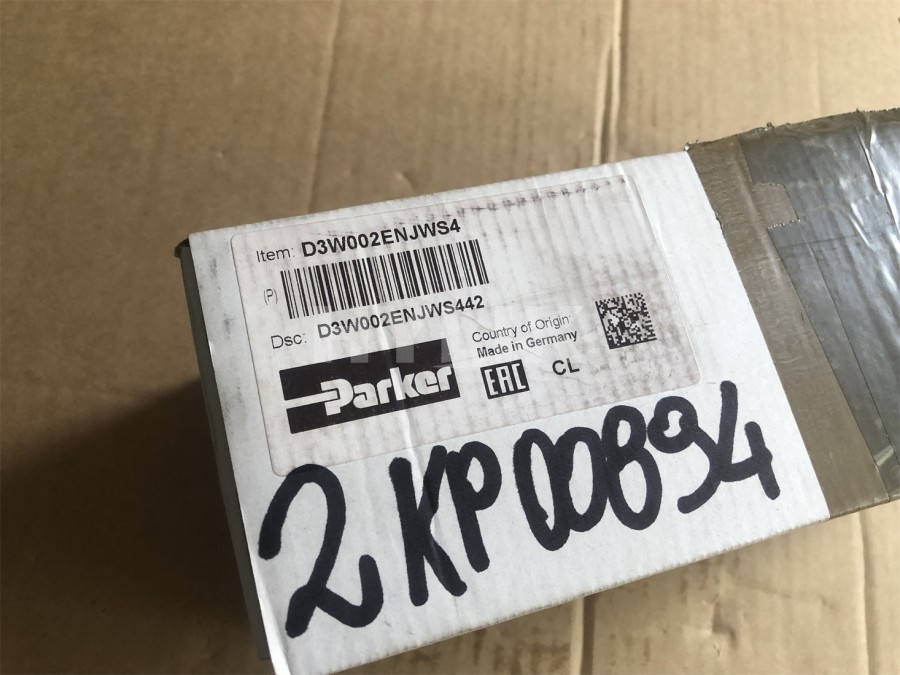 Item: D3W002ENJWS4
(P)
Dsc: D3W002ENJWS442
Country of Origin:
Made in Germany
Parker
EAC
CL
2KP00894